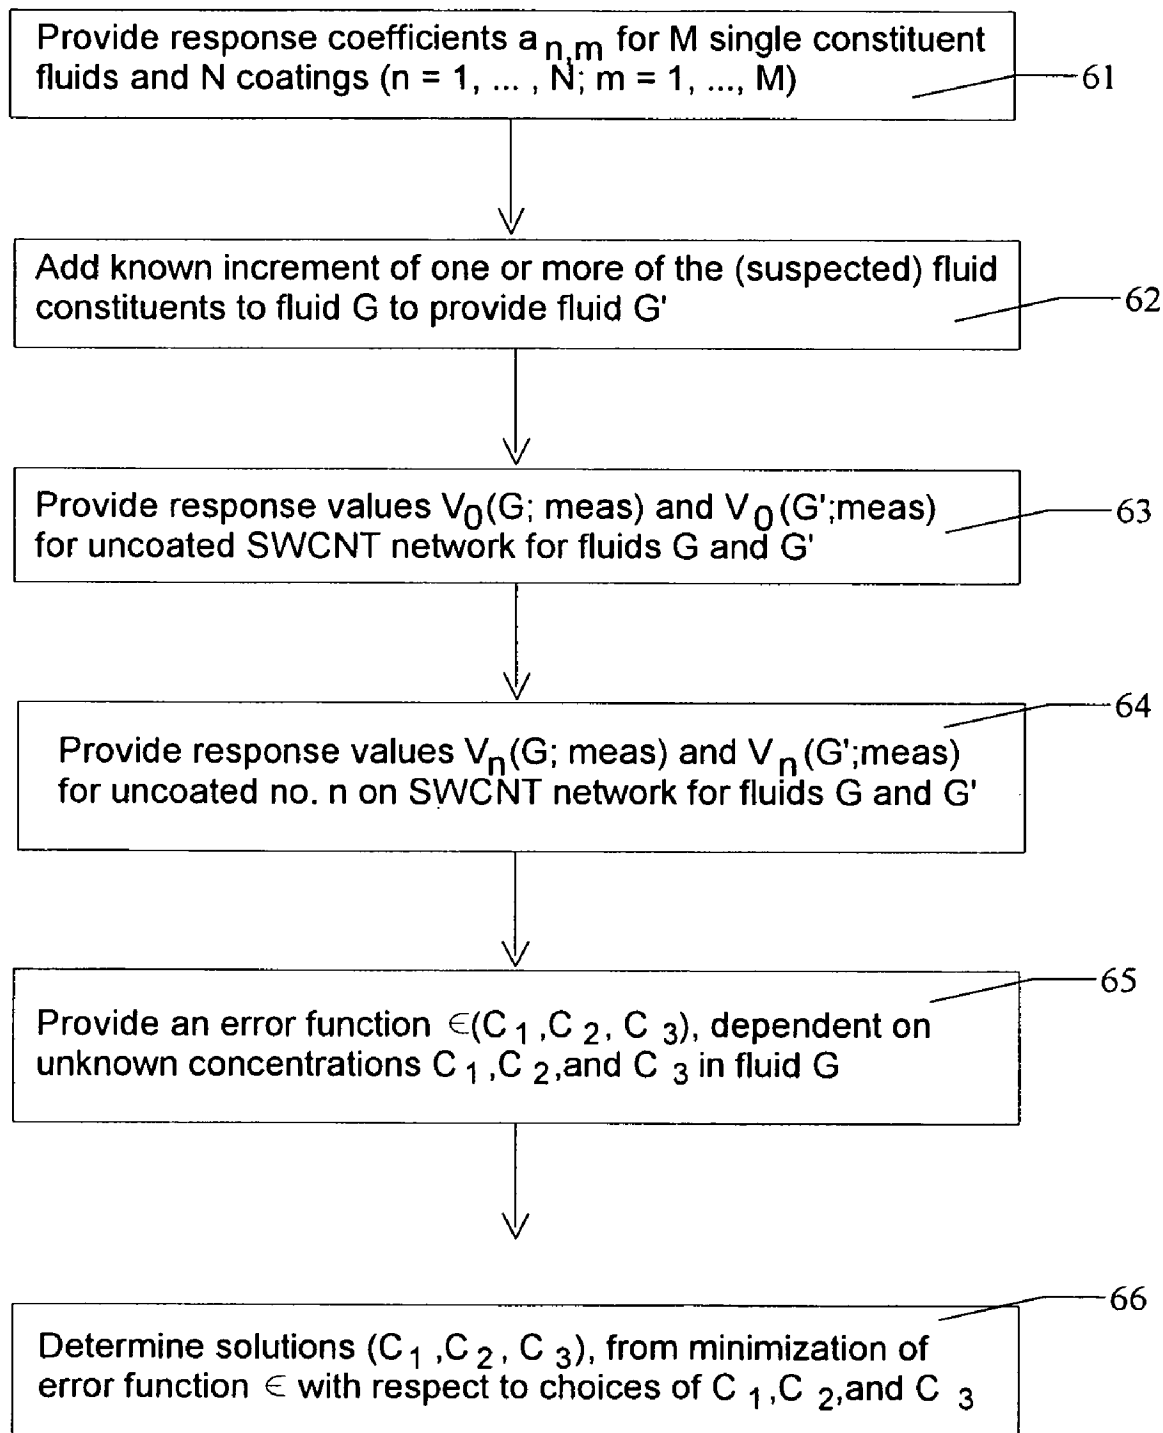 Provide response coefficients a n,m for M single constituent
fluids and N coatings (n = 1, ... , N; m = 1, ..., M)
61
Add known increment of one or more of the (suspected) fluid
constituents to fluid G to provide fluid G'
62
Provide response values V0(G; meas) and V0(G';meas)
for uncoated SWCNT network for fluids G and G'
63
64
Provide response values Vn(G; meas) and Vn(G';meas)
for uncoated no. n on SWCNT network for fluids G and G'
65
Provide an error function ∈(C 1 ,C 2, C 3), dependent on
unknown concentrations C 1 ,C 2 ,and C 3 in fluid G
66
Determine solutions (C 1 ,C 2 , C 3), from minimization of
error function ∈ with respect to choices of C 1 ,C 2 ,and C 3